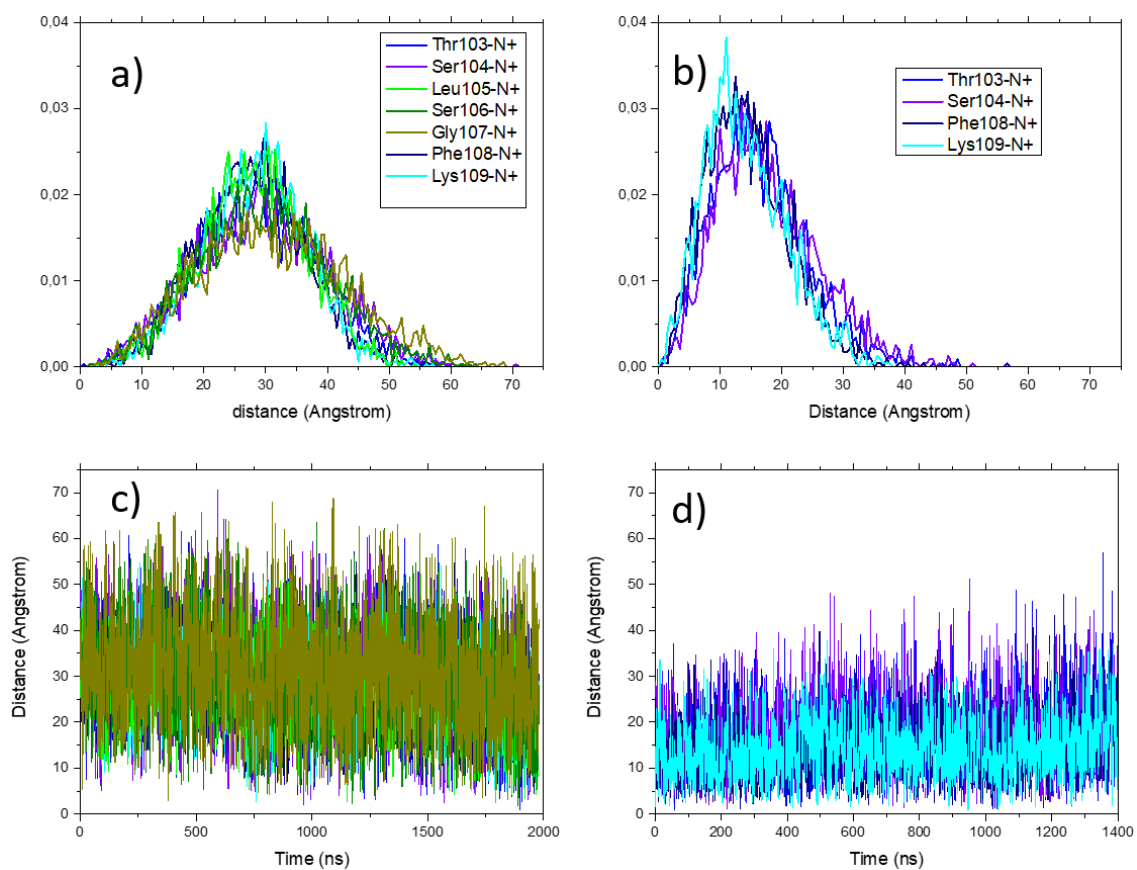 a)
0,04
0,03
0,02
0,01
0,00
Thr103-N+
Ser104-N+
Leu105-N+
Ser106-N+
Gly107-N+
Phe108-N+
Lys109-N+
0 10 20 30 40 50 60 70
distance (Angstrom)
b)
0,04
0,03
0,02
0,01
0,00
Thr103-N+
Ser104-N+
Phe108-N+
Lys109-N+
0 10 20 30 40 50 60 70
Distance (Angstrom)
c)
Distance (Angstrom)
70
60
50
40
30
20
10
0
0 500 1000 1500 2000
Time (ns)
d)
Distance (Angstrom)
70
60
50
40
30
20
10
0
0 200 400 600 800 1000 1200 1400
Time (ns)